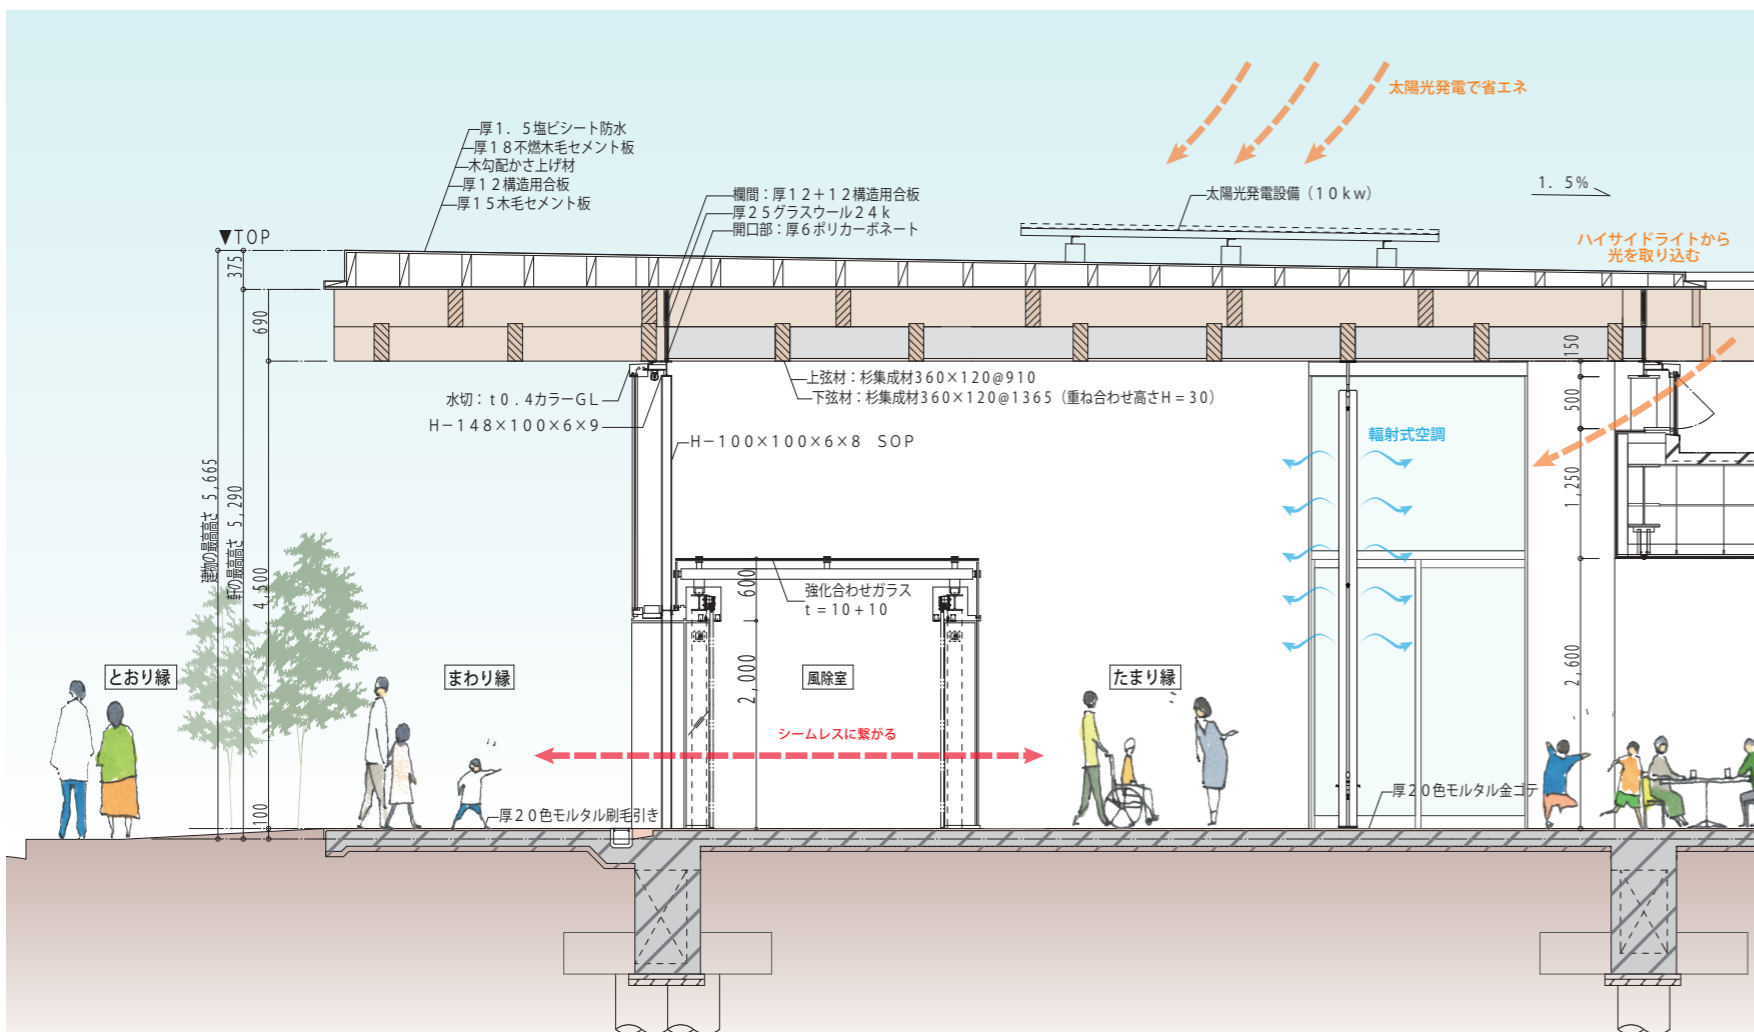 太陽光発電で省エネ
厚1.5塩ビシート防水
厚18不燃木毛セメント板
木勾配かさ上げ材
厚12構造用合板
厚15木毛セメント板
欄間：厚12+12構造用合板
厚25グラスウール24k
開口部：厚6ポリカーボネート
太陽光発電設備（10kw）
1.5%
ハイサイドライトから
光を取り込む
▼TOP
375
690
建物の最高さ 5,665
軒の最高さ 5,290
4,500
100
水切：t0.4カラーGL
H－148×100×6×9
H－100×100×6×8 SOP
上弦材：杉集成材360×120@910
下弦材：杉集成材360×120@1365（重ね合わせ高さH=30）
輻射式空調
150
500
1,250
2,600
600
強化合わせガラス
t=10+10
2,000
とおり縁
まわり縁
風除室
たまり縁
シームレスに繋がる
厚20色モルタル刷毛引き
厚20色モルタル金ゴテ